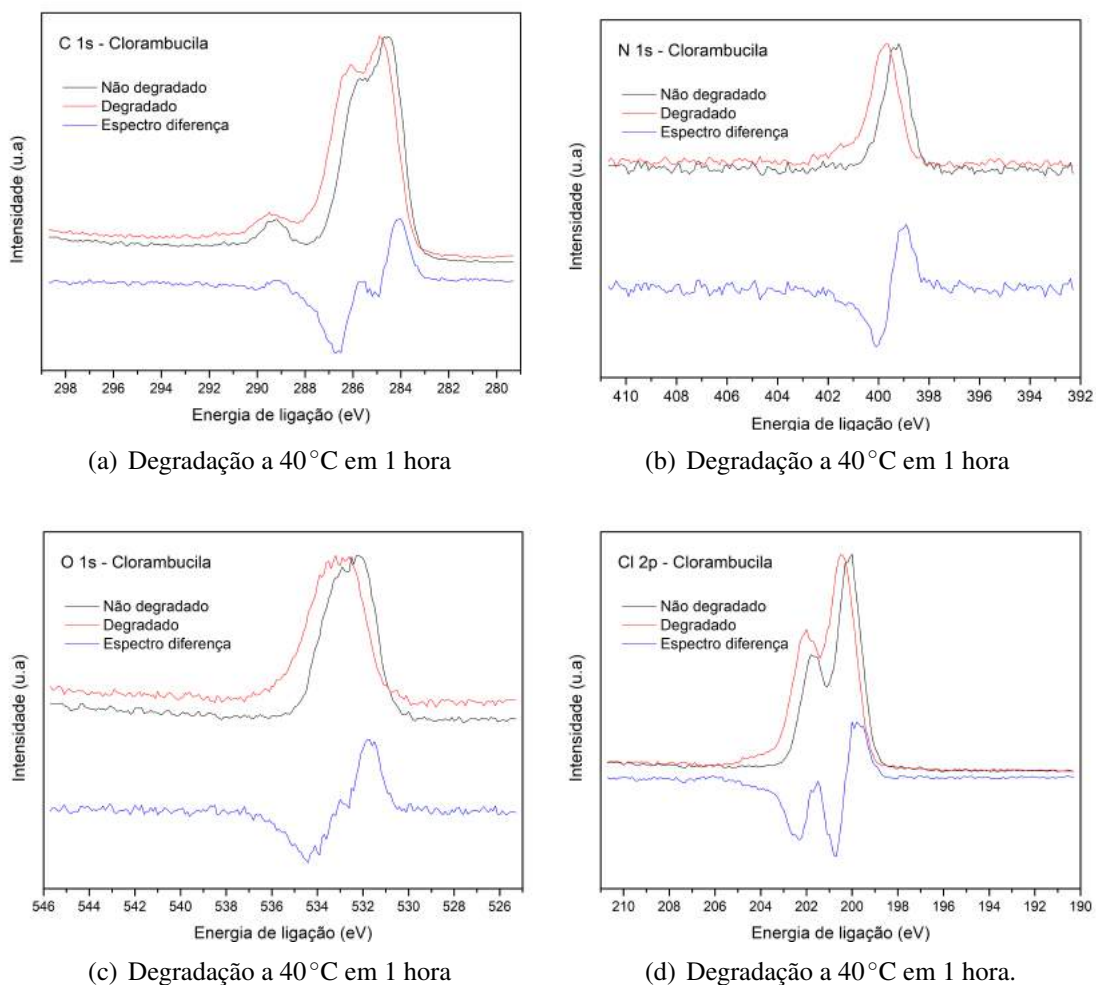 C 1s - Clorambucila
Não degradado
Degradado
Espectro diferença
Intensidade (u.a)
298 296 294 292 290 288 286 284 282 280
Energia de ligação (eV)
(a) Degradação a 40°C em 1 hora
N 1s - Clorambucila
Não degradado
Degradado
Espectro diferença
Intensidade (u.a)
410 408 406 404 402 400 398 396 394 392
Energia de ligação (eV)
(b) Degradação a 40°C em 1 hora
O 1s - Clorambucila
Não degradado
Degradado
Espectro diferença
Intensidade (u.a)
546 544 542 540 538 536 534 532 530 528 526
Energia de ligação (eV)
(c) Degradação a 40°C em 1 hora
Cl 2p - Clorambucila
Não degradado
Degradado
Espectro diferença
Intensidade (u.a)
210 208 206 204 202 200 198 196 194 192 190
Energia de ligação (eV)
(d) Degradação a 40°C em 1 hora.